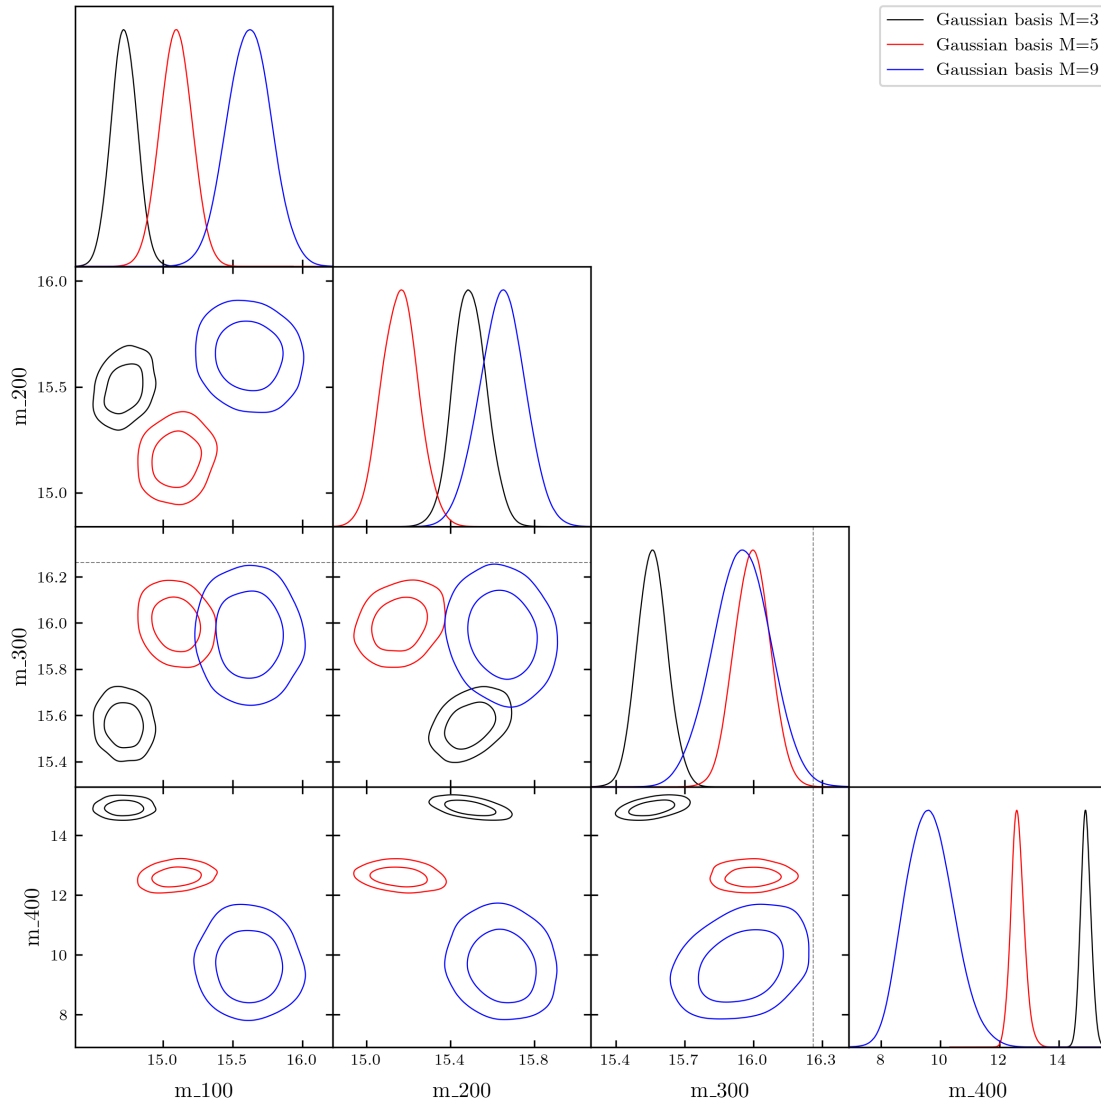 Gaussian basis M=3
Gaussian basis M=5
Gaussian basis M=9
16.0
15.5
15.0
m_200
16.2
16.0
15.8
15.6
15.4
m_300
14
12
10
8
m_400
15.0 15.5 16.0
15.0 15.4 15.8
15.4 15.7 16.0 16.3
8 10 12 14
m_100 m_200 m_300 m_400